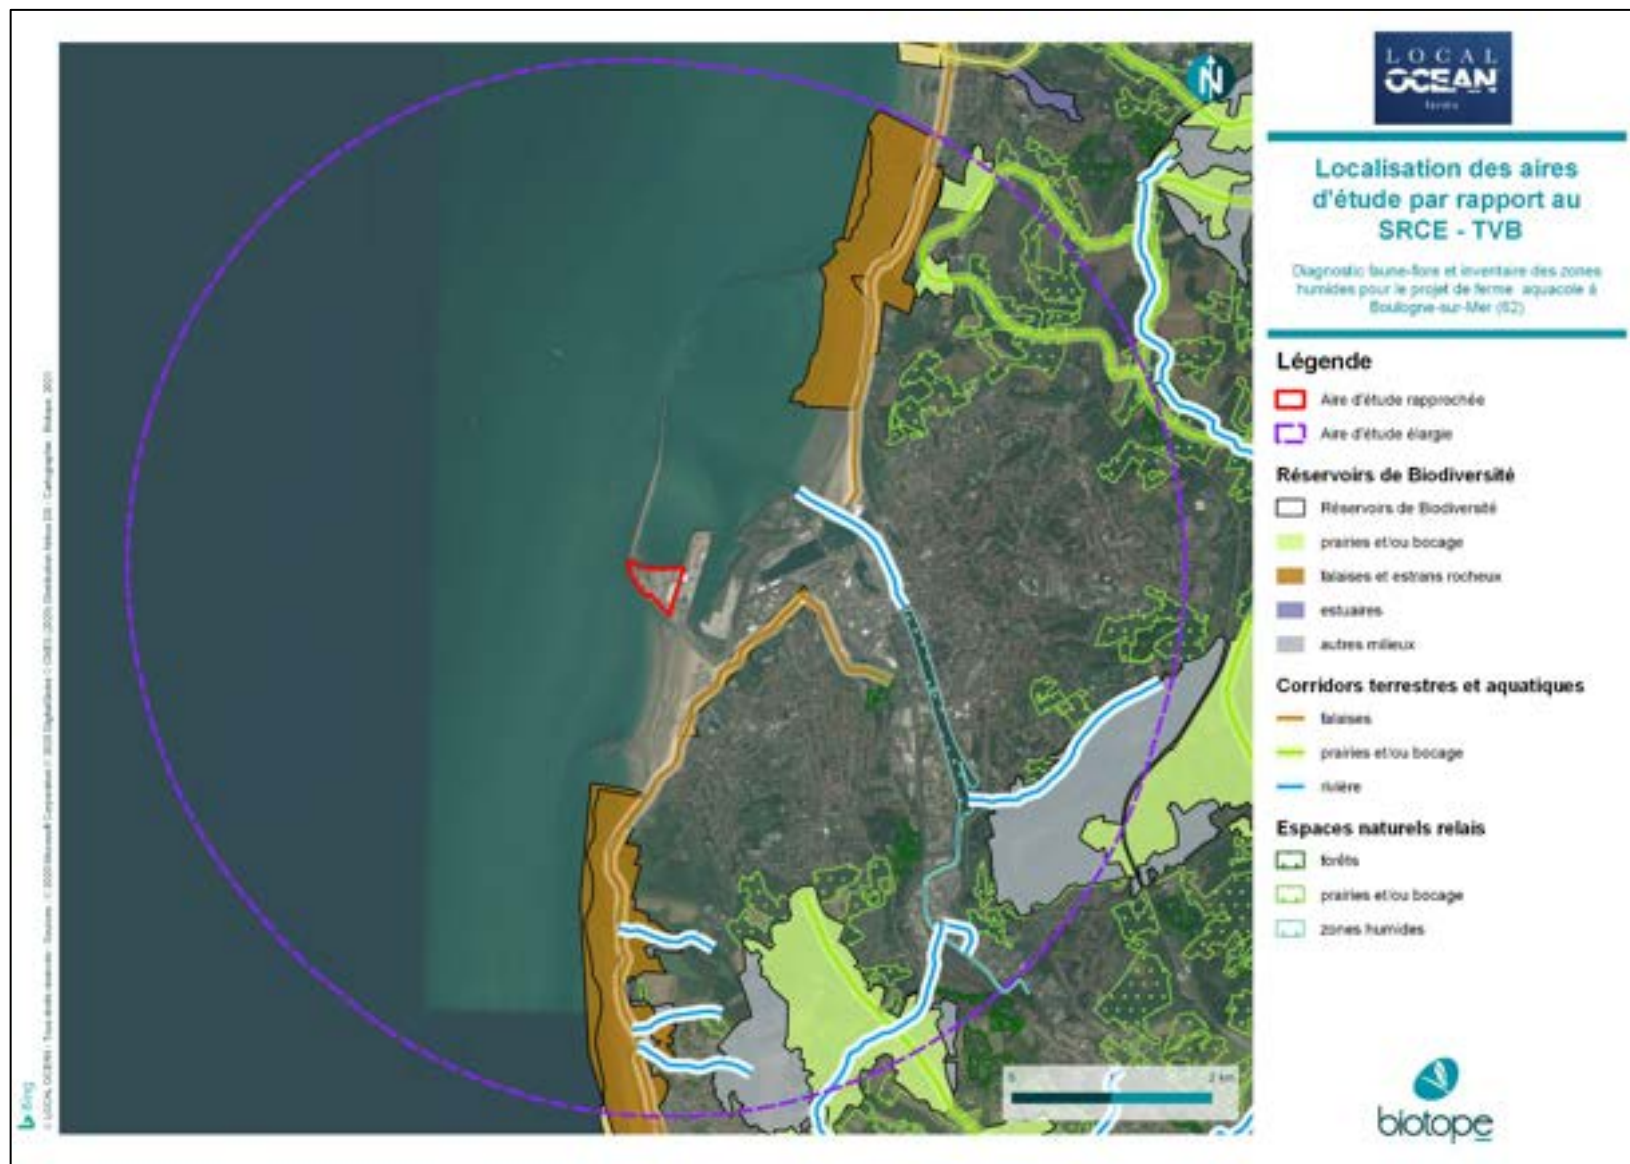 N
LOCAL
OCEAN
farms
Localisation des aires
d'étude par rapport au
SRCE - TVB
Diagnostic faune-flore et inventaire des zones
humides pour le projet de ferme aquacole à
Boulogne-sur-Mer (62)
Légende
Aire d'étude rapprochée
Aire d'étude élargie
Réservoirs de Biodiversité
Réservoirs de Biodiversité
prairies et/ou bocage
falaises et estrans rocheux
estuaires
autres milieux
Corridors terrestres et aquatiques
falaises
prairies et/ou bocage
rivière
Espaces naturels relais
forêts
prairies et/ou bocage
zones humides
0 1 2 km
biotope
bing